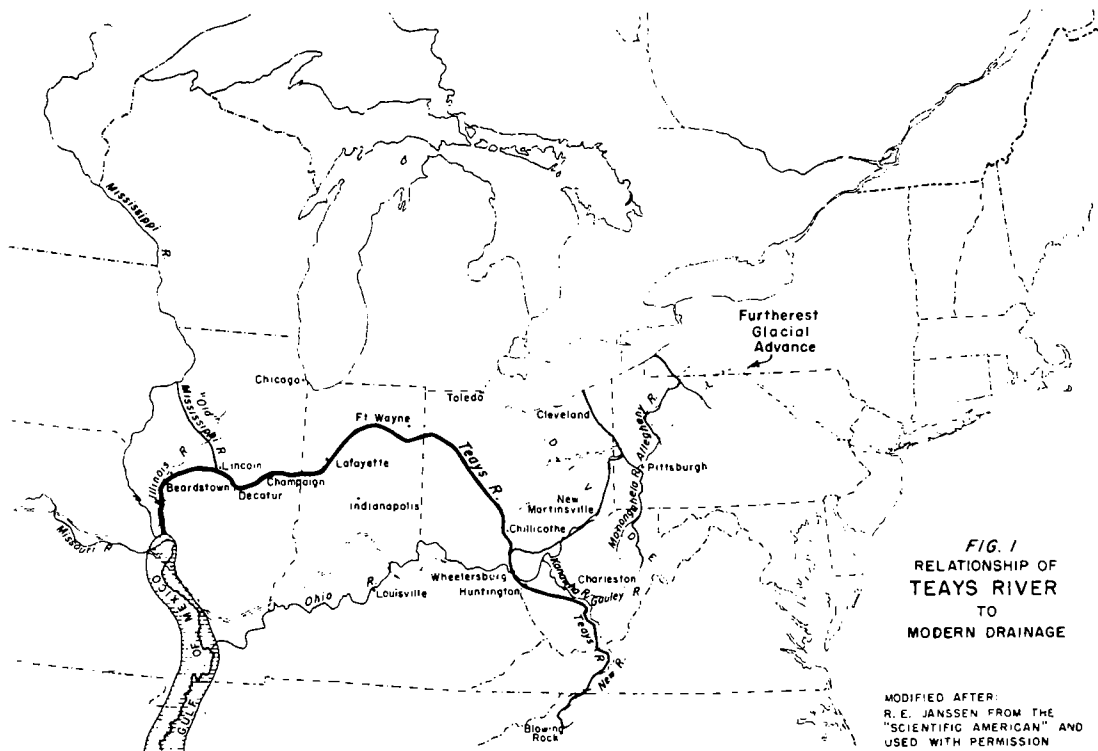 Mississippi R
Furtherest
Glacial
Advance
Chicago
Toledo
Cleveland
"Old"
Mississippi R
Ft. Wayne
Teays R.
Allegheny R.
Pittsburgh
Illinois R
Lincoln
Beardstown
Decatur
Champaign
Lafayette
Indianapolis
New
Martinsville
Monongahela R.
Chillicothe
Missouri R
Wheelersburg
Huntington
Kanawha R.
Charleston
Gauley R
Ohio R.
Louisville
Teays R
New R.
Blowing
Rock
GULF OF MEXICO
FIG. 1
RELATIONSHIP OF
TEAYS RIVER
TO
MODERN DRAINAGE
MODIFIED AFTER:
R. E. JANSSEN FROM THE
"SCIENTIFIC AMERICAN" AND
USED WITH PERMISSION